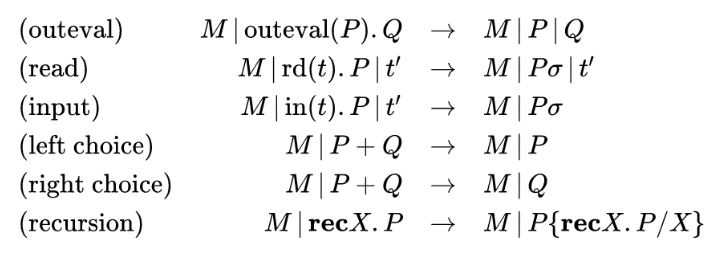 (outeval) M | outeval(P). Q → M | P | Q
(read) M | rd(t). P | t′ → M | Pσ | t′
(input) M | in(t). P | t′ → M | Pσ
(left choice) M | P + Q → M | P
(right choice) M | P + Q → M | Q
(recursion) M | recX. P → M | P{recX. P/X}